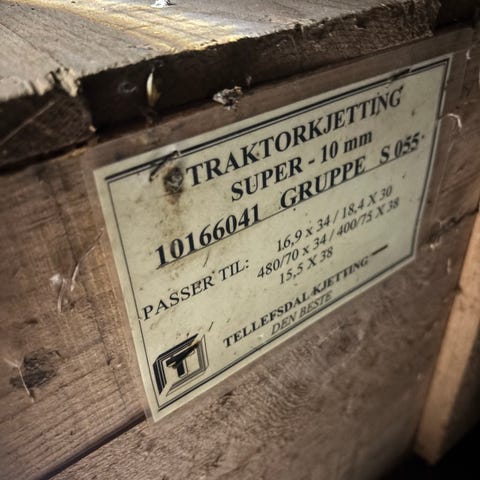 TRAKTORKJETTING
SUPER - 10 mm
10166041 GRUPPE S 055
PASSER TIL: 16,9 x 34 / 18,4 X 30
480/70 x 34 / 400/75 X 38
15,5 X 38
TELLEFSDAL KJETTING
DEN BESTE
T